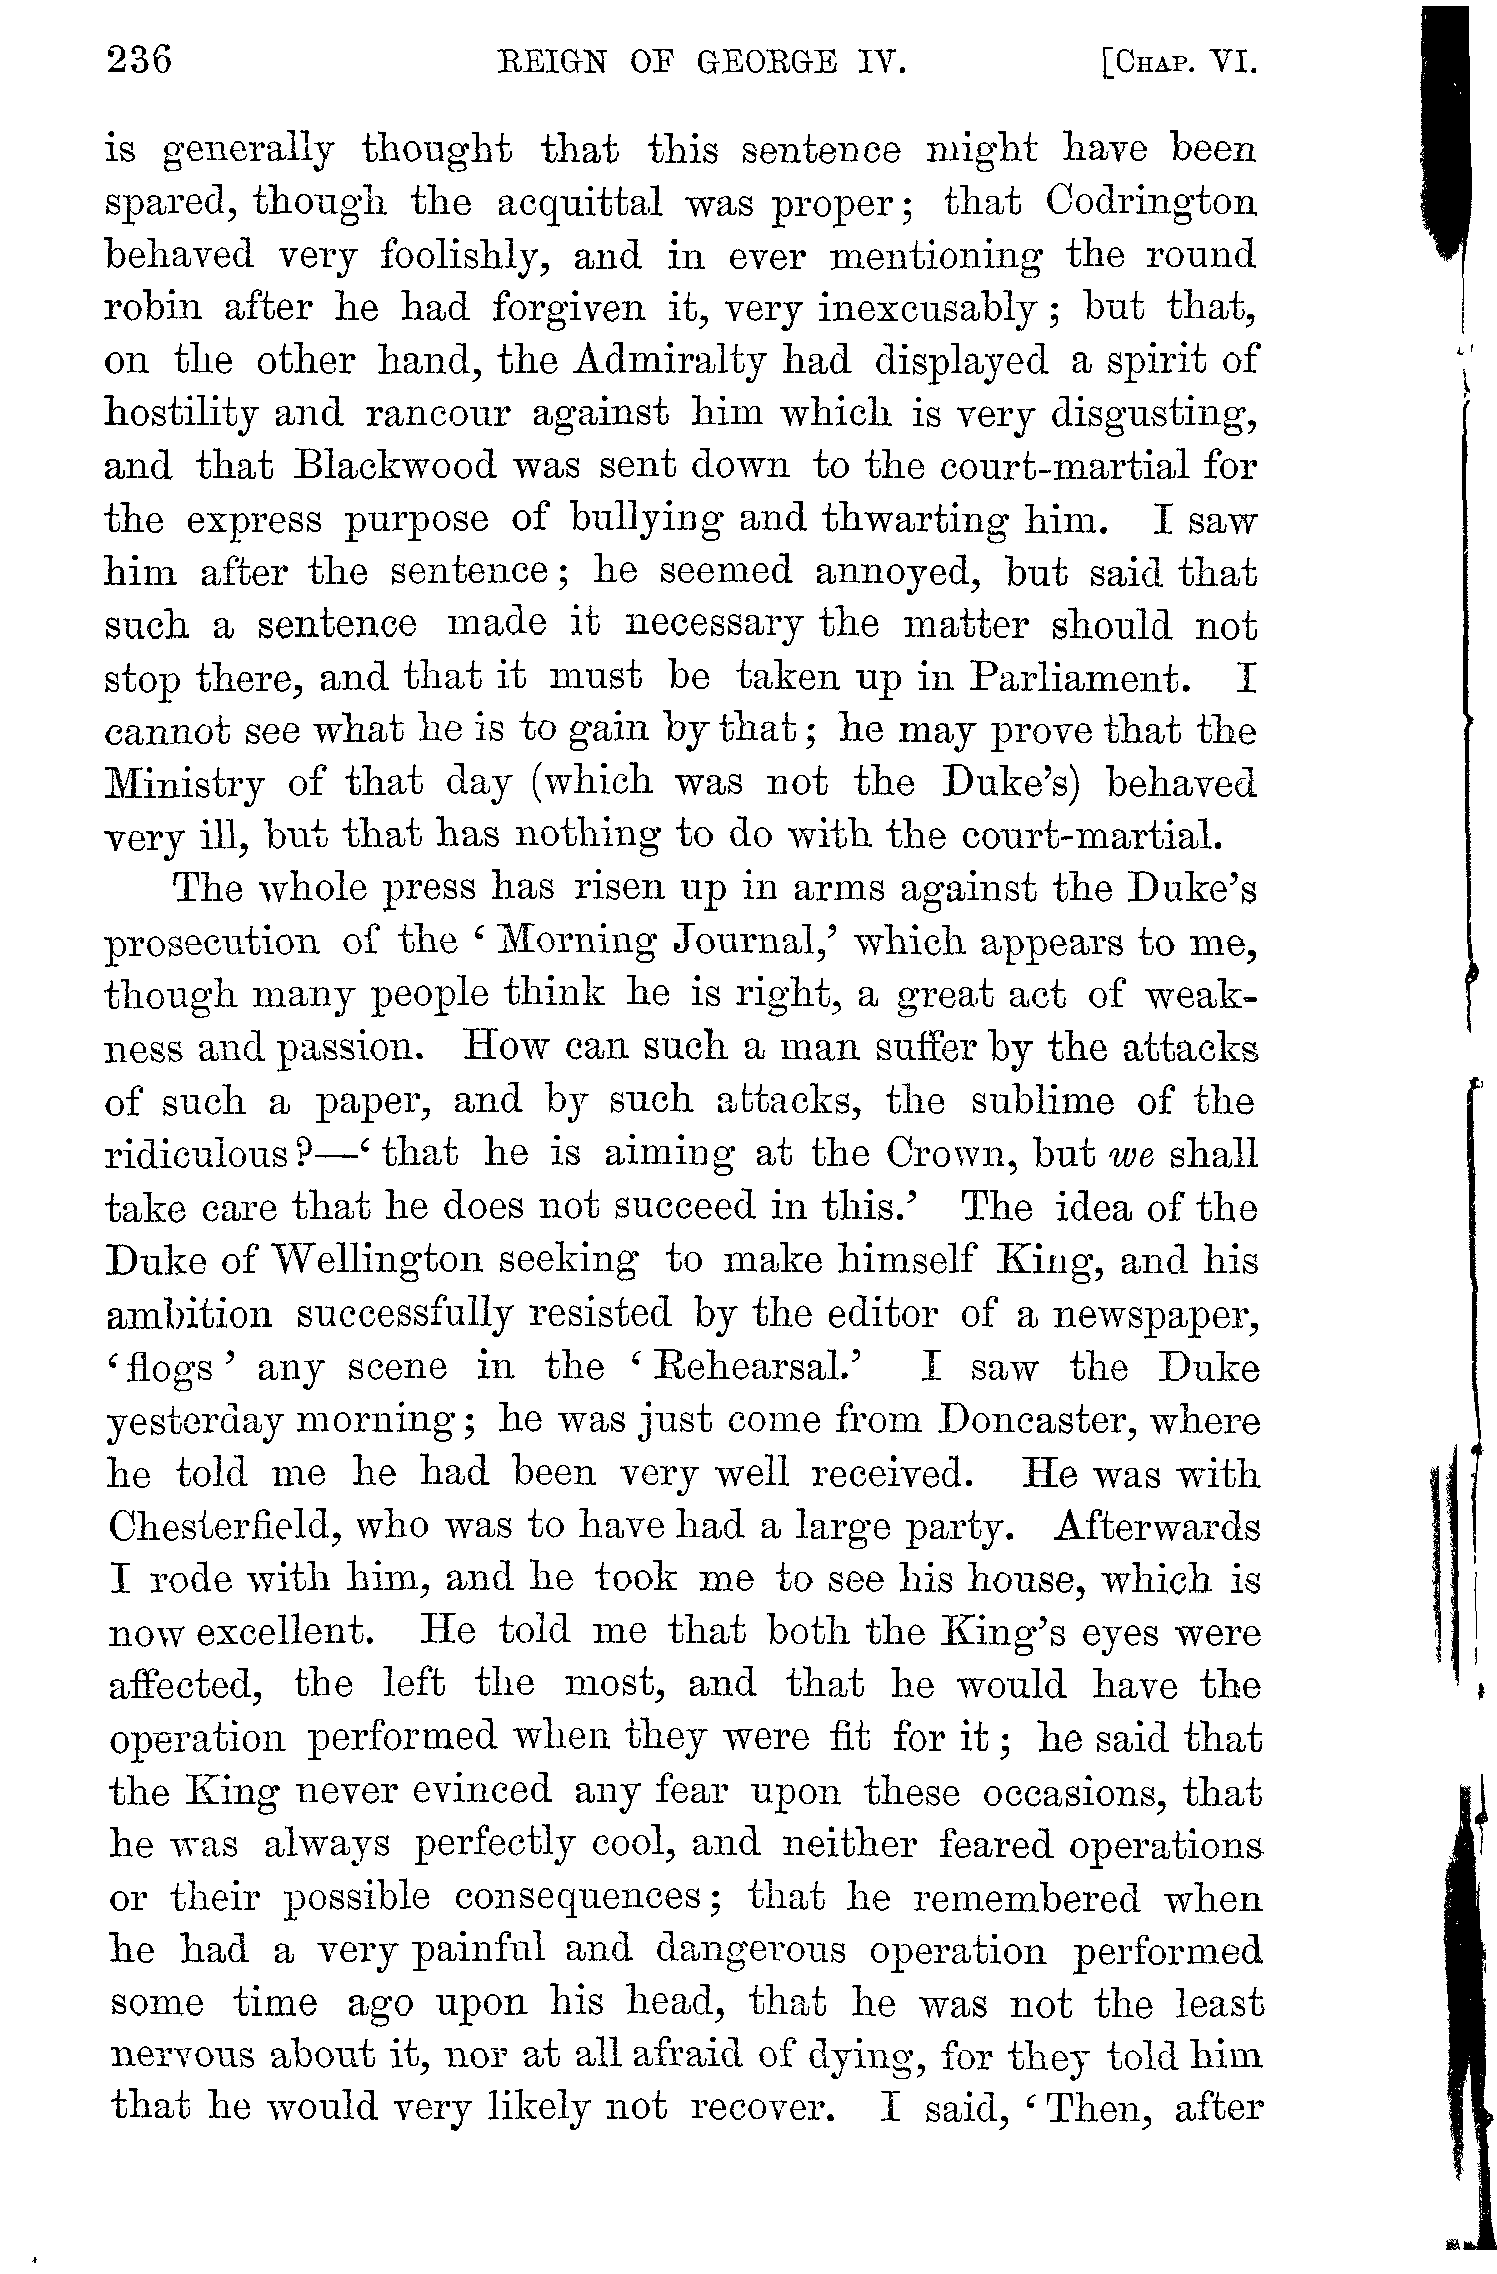 236 REIGN OF GEORGE IV. [CHAP. VI.
is generally thought that this sentence might have been
spared, though the acquittal was proper; that Codrington
behaved very foolishly, and in ever mentioning the round
robin after he had forgiven it, very inexcusably; but that,
on the other hand, the Admiralty had displayed a spirit of
hostility and rancour against him which is very disgusting,
and that Blackwood was sent down to the court-martial for
the express purpose of bullying and thwarting him. I saw
him after the sentence; he seemed annoyed, but said that
such a sentence made it necessary the matter should not
stop there, and that it must be taken up in Parliament. I
cannot see what he is to gain by that; he may prove that the
Ministry of that day (which was not the Duke's) behaved
very ill, but that has nothing to do with the court-martial.
The whole press has risen up in arms against the Duke's
prosecution of the ‘Morning Journal,’ which appears to me,
though many people think he is right, a great act of weak-
ness and passion. How can such a man suffer by the attacks
of such a paper, and by such attacks, the sublime of the
ridiculous?—‘that he is aiming at the Crown, but we shall
take care that he does not succeed in this.’ The idea of the
Duke of Wellington seeking to make himself King, and his
ambition successfully resisted by the editor of a newspaper,
‘flogs’ any scene in the ‘Rehearsal.’ I saw the Duke
yesterday morning; he was just come from Doncaster, where
he told me he had been very well received. He was with
Chesterfield, who was to have had a large party. Afterwards
I rode with him, and he took me to see his house, which is
now excellent. He told me that both the King's eyes were
affected, the left the most, and that he would have the
operation performed when they were fit for it; he said that
the King never evinced any fear upon these occasions, that
he was always perfectly cool, and neither feared operations
or their possible consequences; that he remembered when
he had a very painful and dangerous operation performed
some time ago upon his head, that he was not the least
nervous about it, nor at all afraid of dying, for they told him
that he would very likely not recover. I said, ‘Then, after